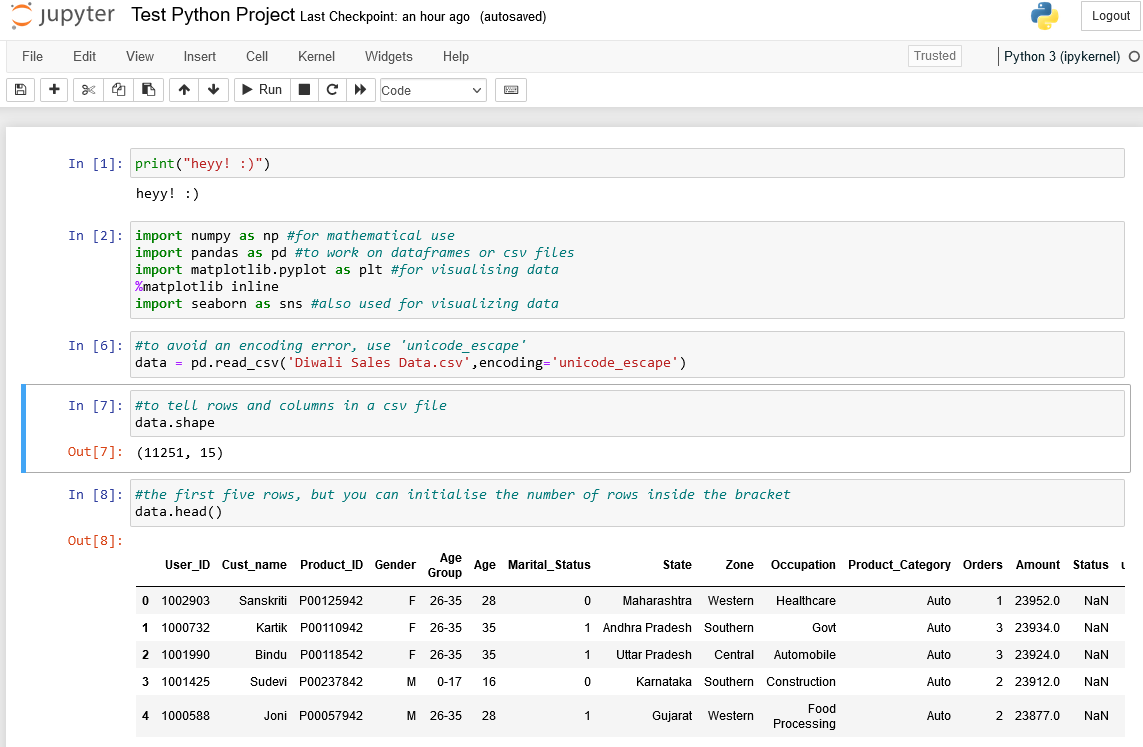 jupyter Test Python Project Last Checkpoint: an hour ago (autosaved) Logout
File Edit View Insert Cell Kernel Widgets Help Trusted Python 3 (ipykernel)
Run Code
In [1]: print("heyy! :)")
heyy! :)
In [2]: import numpy as np #for mathematical use
import pandas as pd #to work on dataframes or csv files
import matplotlib.pyplot as plt #for visualising data
%matplotlib inline
import seaborn as sns #also used for visualizing data
In [6]: #to avoid an encoding error, use 'unicode_escape'
data = pd.read_csv('Diwali Sales Data.csv',encoding='unicode_escape')
In [7]: #to tell rows and columns in a csv file
data.shape
Out[7]: (11251, 15)
In [8]: #the first five rows, but you can initialise the number of rows inside the bracket
data.head()
Out[8]:
User_ID Cust_name Product_ID Gender Age Group Age Marital_Status State Zone Occupation Product_Category Orders Amount Status
0 1002903 Sanskriti P00125942 F 26-35 28 0 Maharashtra Western Healthcare Auto 1 23952.0 NaN
1 1000732 Kartik P00110942 F 26-35 35 1 Andhra Pradesh Southern Govt Auto 3 23934.0 NaN
2 1001990 Bindu P00118542 F 26-35 35 1 Uttar Pradesh Central Automobile Auto 3 23924.0 NaN
3 1001425 Sudevi P00237842 M 0-17 16 0 Karnataka Southern Construction Auto 2 23912.0 NaN
4 1000588 Joni P00057942 M 26-35 28 1 Gujarat Western Food Processing Auto 2 23877.0 NaN